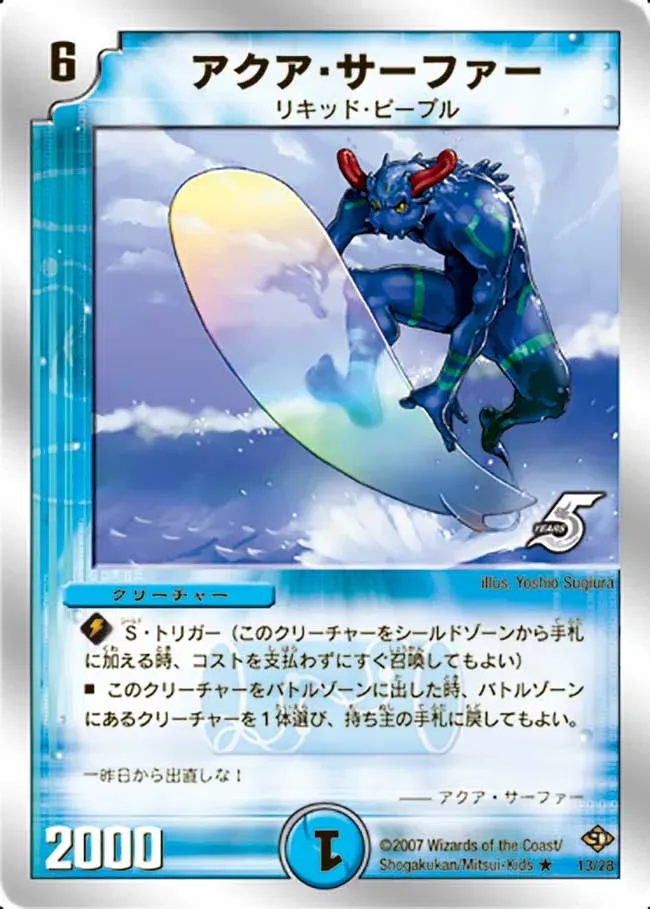 6
アクア・サーファー
リキッド・ピープル
5
YEARS
illus. Yoshio Sugiura
クリーチャー
S・トリガー（このクリーチャーをシールドゾーンから手札
に加える時、コストを支払わずにすぐ召喚してもよい）
■ このクリーチャーをバトルゾーンに出した時、バトルゾーン
にあるクリーチャーを1体選び、持ち主の手札に戻してもよい。
一昨日から出直しな！
―― アクア・サーファー
2000
1
©2007 Wizards of the Coast/
Shogakukan/Mitsui-Kids ★ 13/28